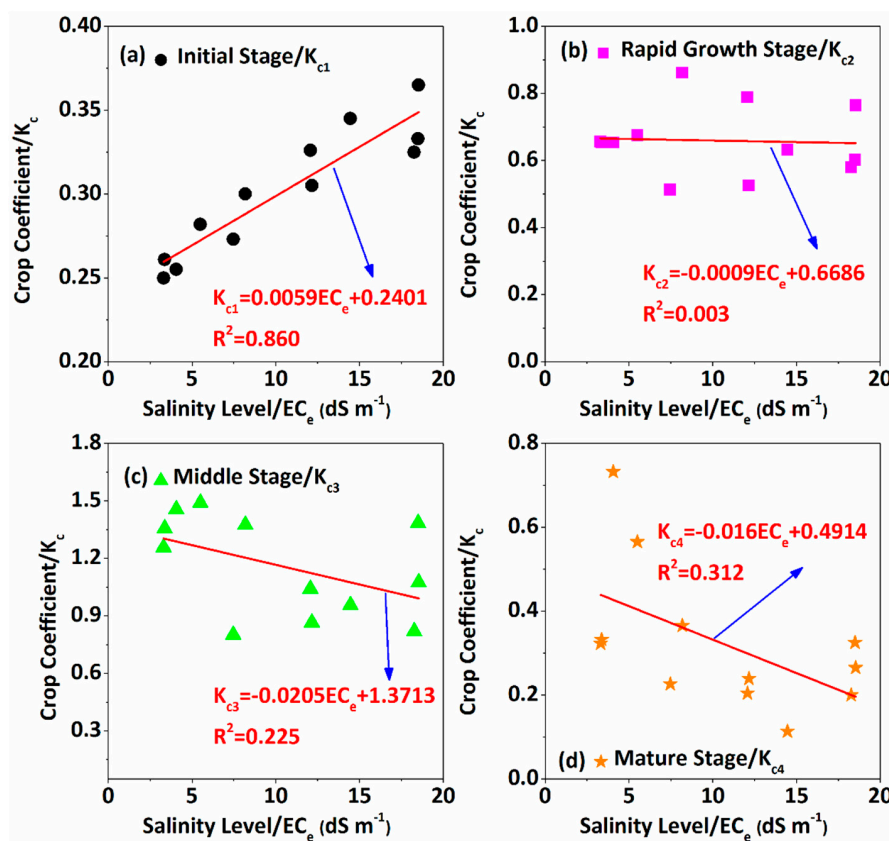 (a) Initial Stage/Kc1
Crop Coefficient/Kc
0.40
0.35
0.30
0.25
0.20
Kc1=0.0059ECe+0.2401
R²=0.860
0 5 10 15 20
Salinity Level/ECe (dS m⁻¹)
(b) Rapid Growth Stage/Kc2
Crop Coefficient/Kc
1.0
0.8
0.6
0.4
0.2
0.0
Kc2=-0.0009ECe+0.6686
R²=0.003
0 5 10 15 20
Salinity Level/ECe (dS m⁻¹)
(c) Middle Stage/Kc3
Crop Coefficient/Kc
1.8
1.5
1.2
0.9
0.6
0.3
Kc3=-0.0205ECe+1.3713
R²=0.225
0 5 10 15 20
Salinity Level/ECe (dS m⁻¹)
Crop Coefficient/Kc
0.8
0.6
0.4
0.2
0.0
Kc4=-0.016ECe+0.4914
R²=0.312
(d) Mature Stage/Kc4
0 5 10 15 20
Salinity Level/ECe (dS m⁻¹)